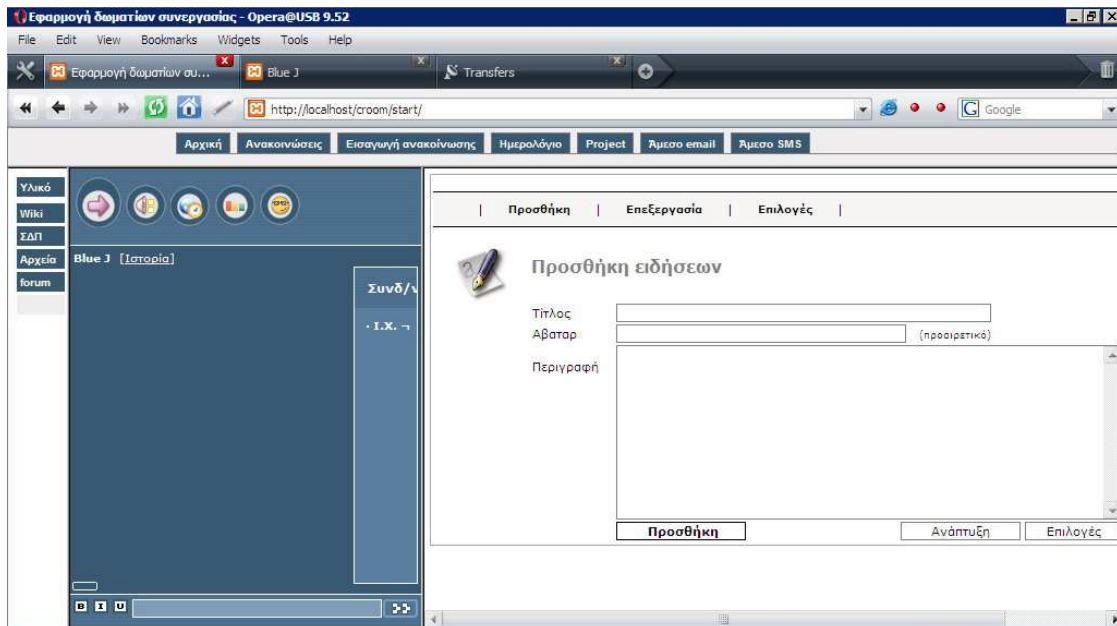 Εφαρμογή δωματίων συνεργασίας - Opera@USB 9.52
File Edit View Bookmarks Widgets Tools Help
Εφαρμογή δωματίων συ... Blue J Transfers
http://localhost/croom/start/ Google
Αρχική Ανακοινώσεις Εισαγωγή ανακοίνωσης Ημερολόγιο Project Άμεσο email Άμεσο SMS
Υλικό
Wiki
ΣΔΠ
Αρχεία
forum
Blue J [Ιστορία]
Συνδ/ν
· Ι.Χ. ¬
B I U >>
| Προσθήκη | Επεξεργασία | Επιλογές |
Προσθήκη ειδήσεων
Τίτλος
Αβαταρ (προαιρετικό)
Περιγραφή
Προσθήκη Ανάπτυξη Επιλογές